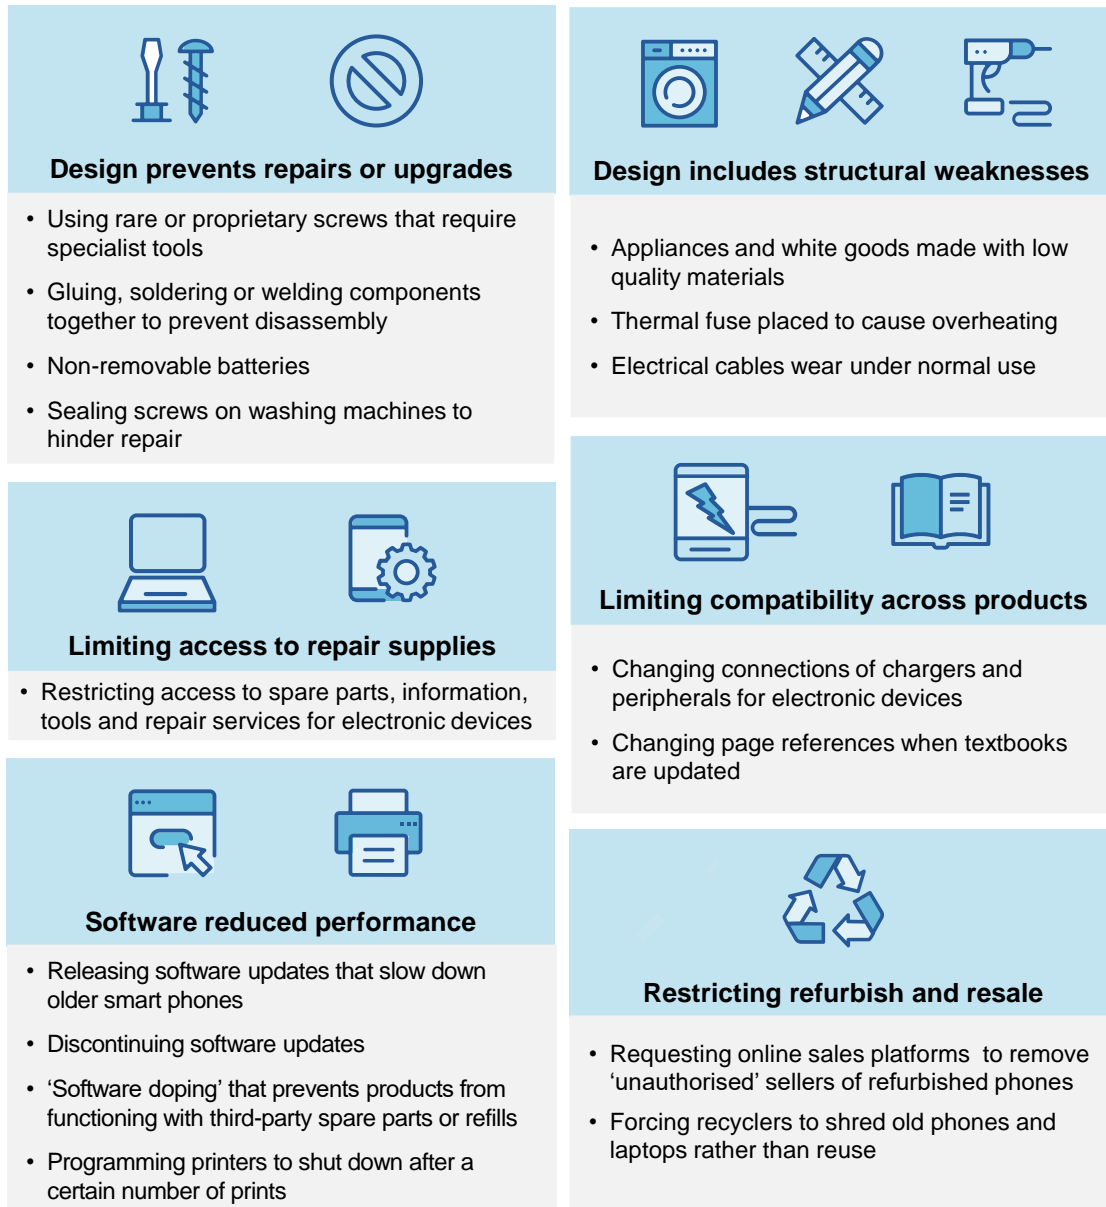 Design prevents repairs or upgrades
• Using rare or proprietary screws that require
specialist tools
• Gluing, soldering or welding components
together to prevent disassembly
• Non-removable batteries
• Sealing screws on washing machines to
hinder repair
Limiting access to repair supplies
• Restricting access to spare parts, information,
tools and repair services for electronic devices
Software reduced performance
• Releasing software updates that slow down
older smart phones
• Discontinuing software updates
• ‘Software doping’ that prevents products from
functioning with third-party spare parts or refills
• Programming printers to shut down after a
certain number of prints
Design includes structural weaknesses
• Appliances and white goods made with low
quality materials
• Thermal fuse placed to cause overheating
• Electrical cables wear under normal use
Limiting compatibility across products
• Changing connections of chargers and
peripherals for electronic devices
• Changing page references when textbooks
are updated
Restricting refurbish and resale
• Requesting online sales platforms  to remove
‘unauthorised’ sellers of refurbished phones
• Forcing recyclers to shred old phones and
laptops rather than reuse